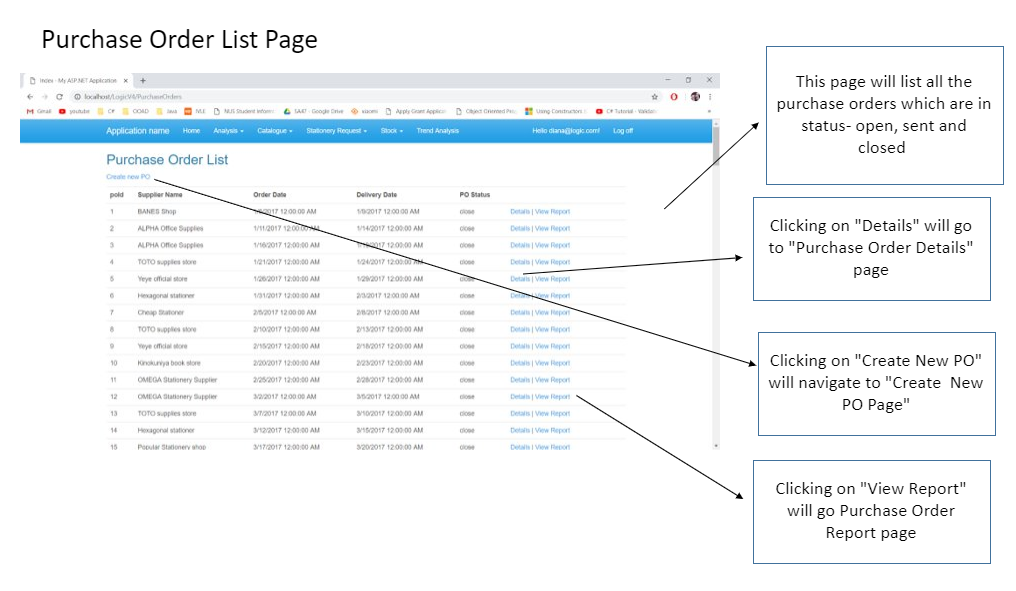 Purchase Order List Page
Index - My ASP.NET Application
localhost/LogicV4/PurchaseOrders
Gmail youtube C# OOAD Java NLE NUS Student Inform SA47 - Google Drive xiaomi Apply Grant Applica Object Oriented Pro Using Constructors C# Tutorial - Validati
Application name Home Analysis Catalogue Stationery Request Stock Trend Analysis Hello diana@logic.com! Log off
Purchase Order List
Create new PO
poId Supplier Name Order Date Delivery Date PO Status
1 BANES Shop 12:00:00 AM 1/9/2017 12:00:00 AM close Details | View Report
2 ALPHA Office Supplies 1/11/2017 12:00:00 AM 1/14/2017 12:00:00 AM close Details | View Report
3 ALPHA Office Supplies 1/16/2017 12:00:00 AM 12:00:00 AM close Details | View Report
4 TOTO supplies store 1/21/2017 12:00:00 AM 1/24/2017 12:00:00 AM close Details | View Report
5 Yeye official store 1/26/2017 12:00:00 AM 1/29/2017 12:00:00 AM close Details | View Report
6 Hexagonal stationer 1/31/2017 12:00:00 AM 2/3/2017 12:00:00 AM close Details | View Report
7 Cheap Stationer 2/5/2017 12:00:00 AM 2/8/2017 12:00:00 AM close Details | View Report
8 TOTO supplies store 2/10/2017 12:00:00 AM 2/13/2017 12:00:00 AM close Details | View Report
9 Yeye official store 2/15/2017 12:00:00 AM 2/18/2017 12:00:00 AM close Details | View Report
10 Kinokuniya book store 2/20/2017 12:00:00 AM 2/23/2017 12:00:00 AM close Details | View Report
11 OMEGA Stationery Supplier 2/25/2017 12:00:00 AM 2/28/2017 12:00:00 AM close Details | View Report
12 OMEGA Stationery Supplier 3/2/2017 12:00:00 AM 3/5/2017 12:00:00 AM close Details | View Report
13 TOTO supplies store 3/7/2017 12:00:00 AM 3/10/2017 12:00:00 AM close Details | View Report
14 Hexagonal stationer 3/12/2017 12:00:00 AM 3/15/2017 12:00:00 AM close Details | View Report
15 Popular Stationery shop 3/17/2017 12:00:00 AM 3/20/2017 12:00:00 AM close Details | View Report
This page will list all the
purchase orders which are in
status- open, sent and
closed
Clicking on "Details" will go
to "Purchase Order Details"
page
Clicking on "Create New PO"
will navigate to "Create New
PO Page"
Clicking on "View Report"
will go Purchase Order
Report page